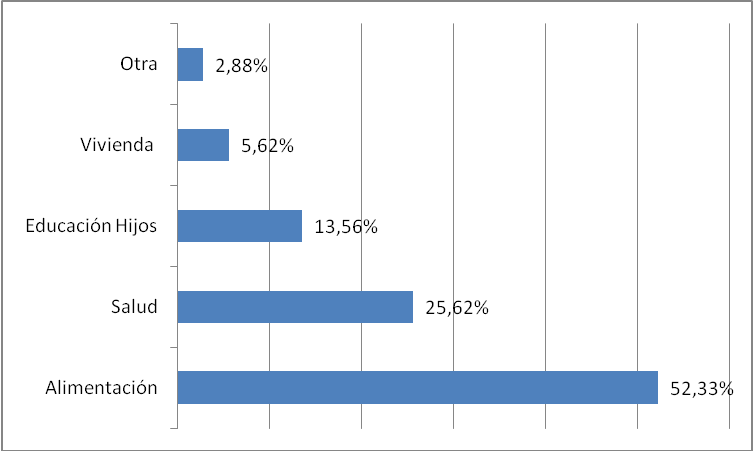 Otra 2,88%
Vivienda 5,62%
Educación Hijos 13,56%
Salud 25,62%
Alimentación 52,33%